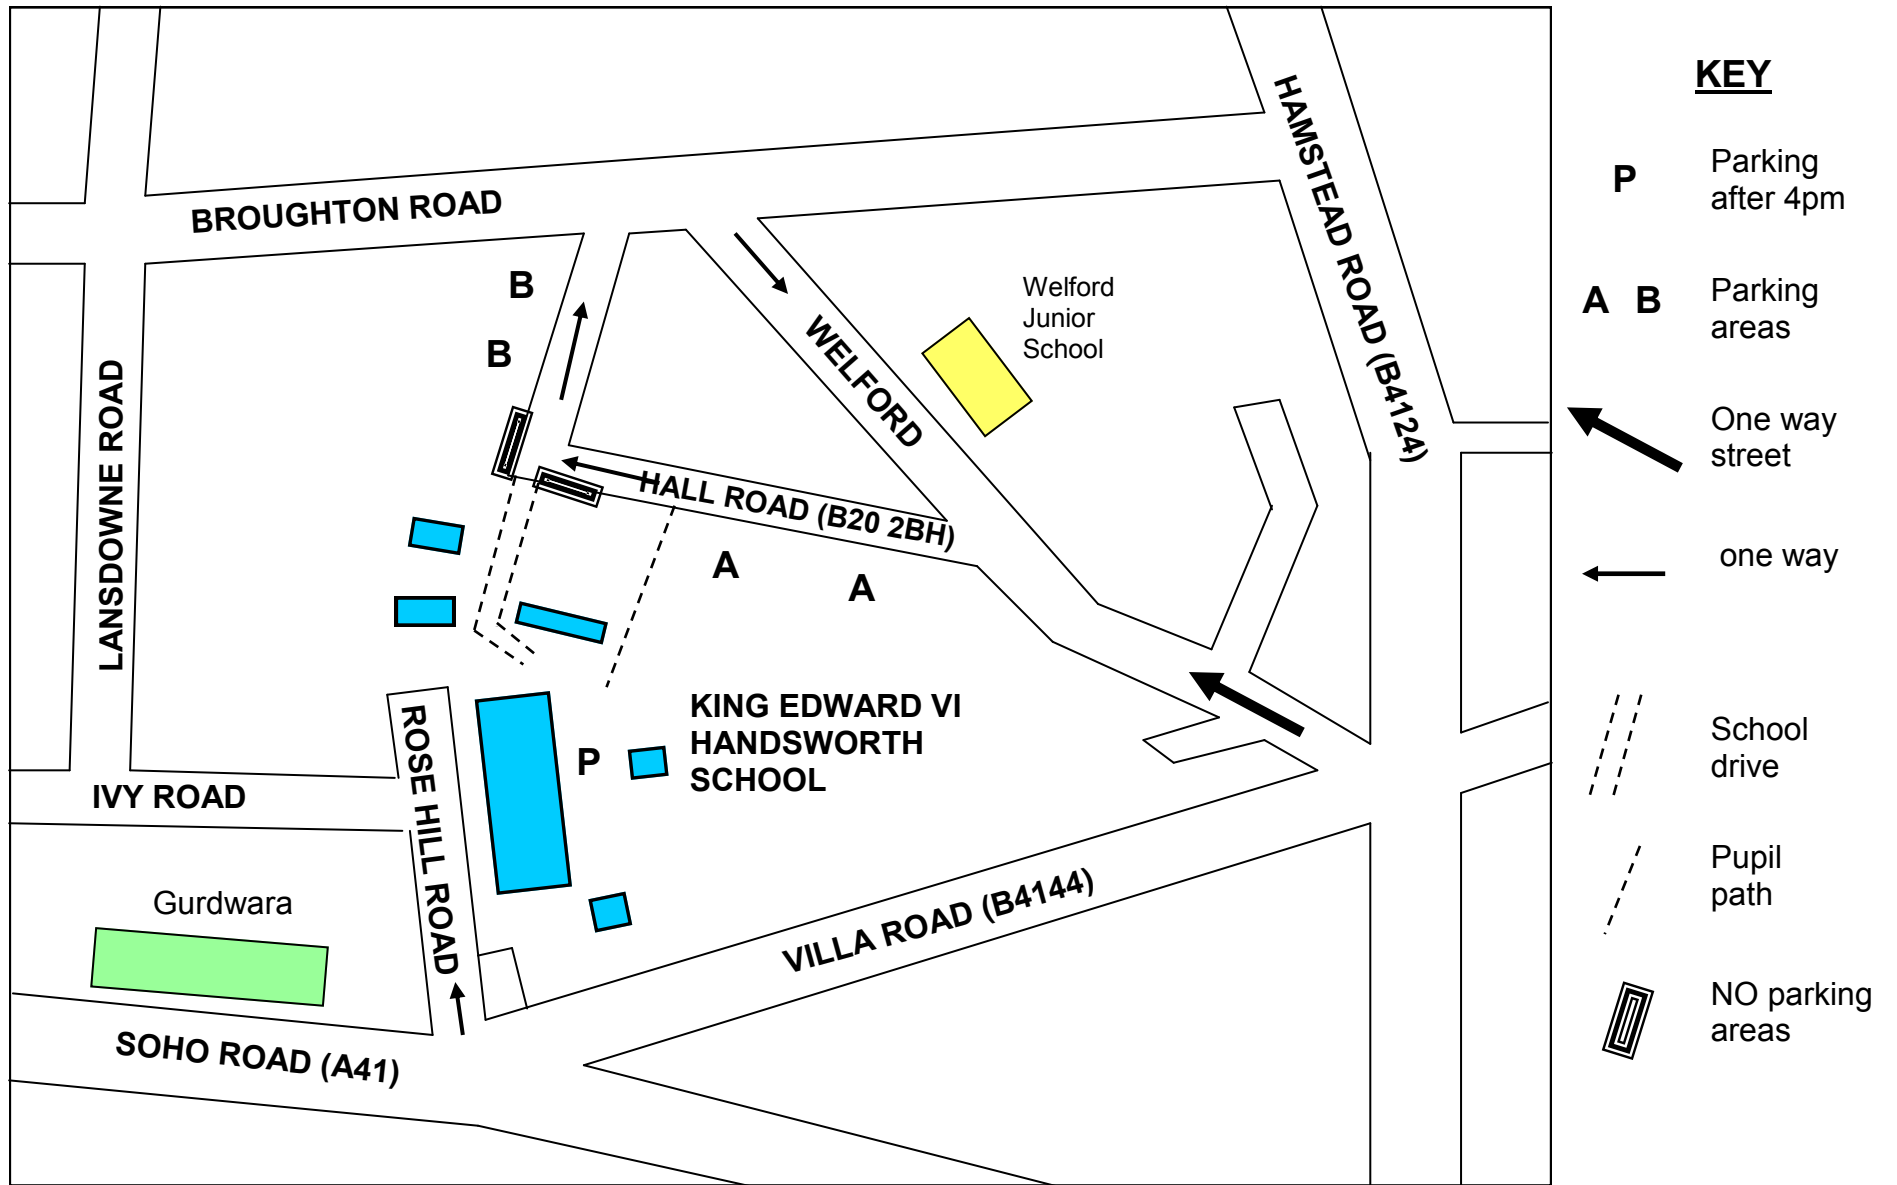 KEY
HAMSTEAD ROAD (B4124)
P
Parking
after 4pm
BROUGHTON ROAD
B
Welford
Junior
School
A B
Parking
areas
B
WELFORD
LANSDOWNE ROAD
One way
street
HALL ROAD (B20 2BH)
A
A
one way
KING EDWARD VI
HANDSWORTH
SCHOOL
P
ROSE HILL ROAD
IVY ROAD
School
drive
Gurdwara
VILLA ROAD (B4144)
Pupil
path
SOHO ROAD (A41)
NO parking
areas